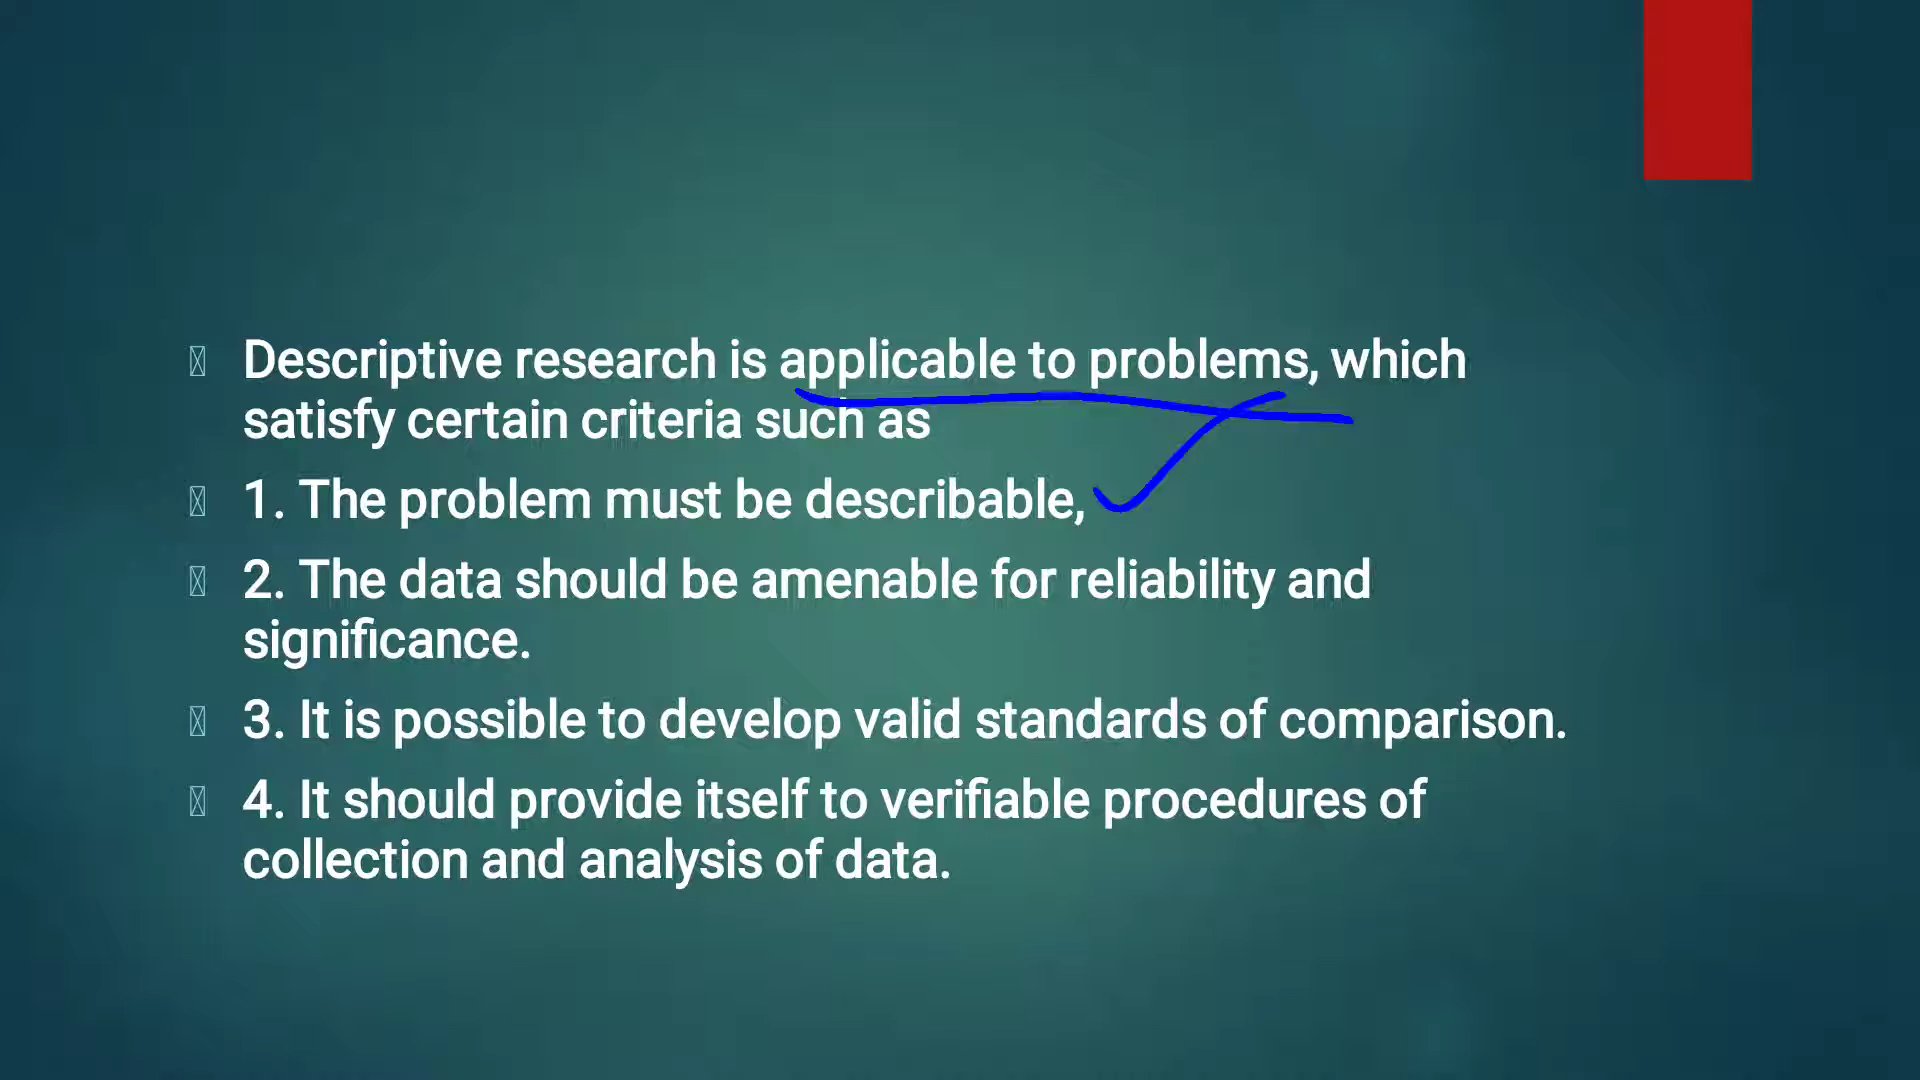 Descriptive research is applicable to problems, which
satisfy certain criteria such as
1. The problem must be describable,
2. The data should be amenable for reliability and
significance.
3. It is possible to develop valid standards of comparison.
4. It should provide itself to verifiable procedures of
collection and analysis of data.